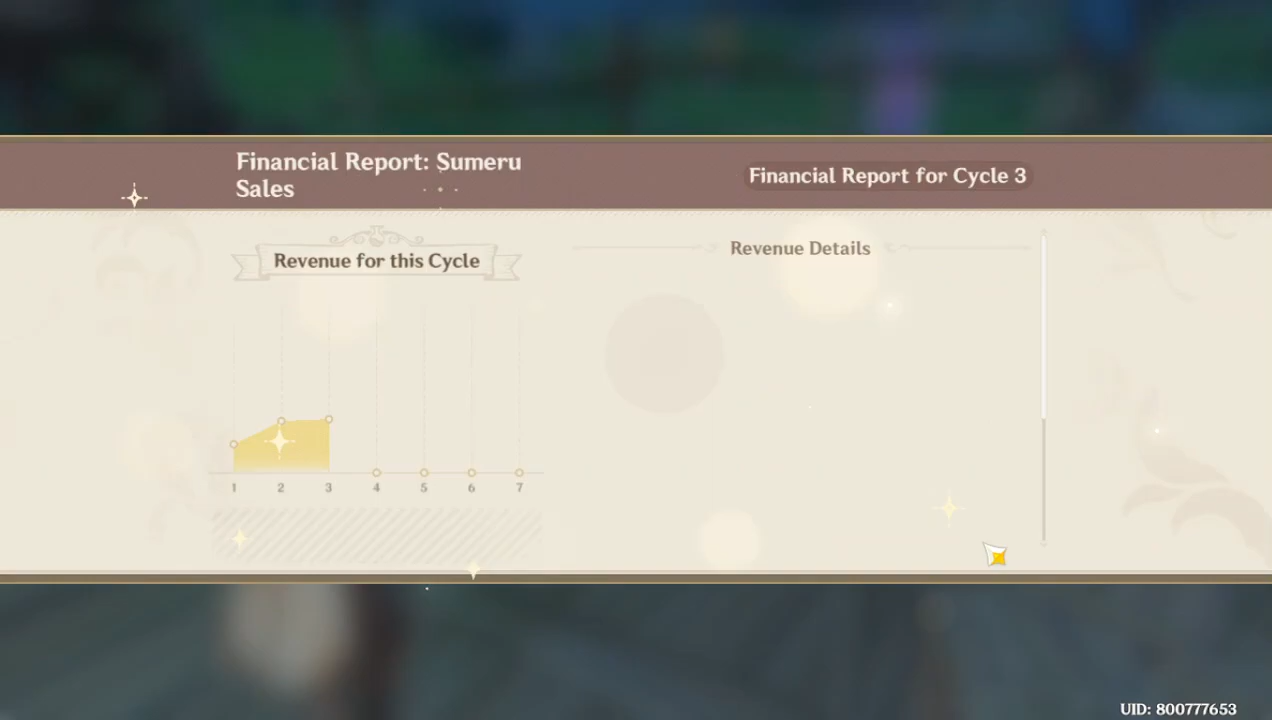 Financial Report: Sumeru
Sales
Financial Report for Cycle 3
Revenue for this Cycle
Revenue Details
1 2 3 4 5 6 7
UID: 800777653